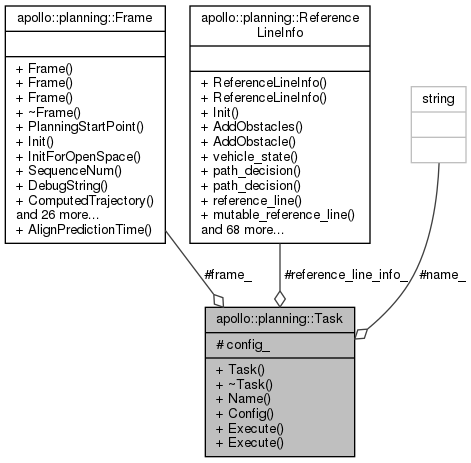 apollo::planning::Frame
+ Frame()
+ Frame()
+ Frame()
+ ~Frame()
+ PlanningStartPoint()
+ Init()
+ InitForOpenSpace()
+ SequenceNum()
+ DebugString()
+ ComputedTrajectory()
and 26 more...
+ AlignPredictionTime()
apollo::planning::Reference
LineInfo
+ ReferenceLineInfo()
+ ReferenceLineInfo()
+ Init()
+ AddObstacles()
+ AddObstacle()
+ vehicle_state()
+ path_decision()
+ path_decision()
+ reference_line()
+ mutable_reference_line()
and 68 more...
string
#frame_
#reference_line_info_
#name_
apollo::planning::Task
# config_
+ Task()
+ ~Task()
+ Name()
+ Config()
+ Execute()
+ Execute()